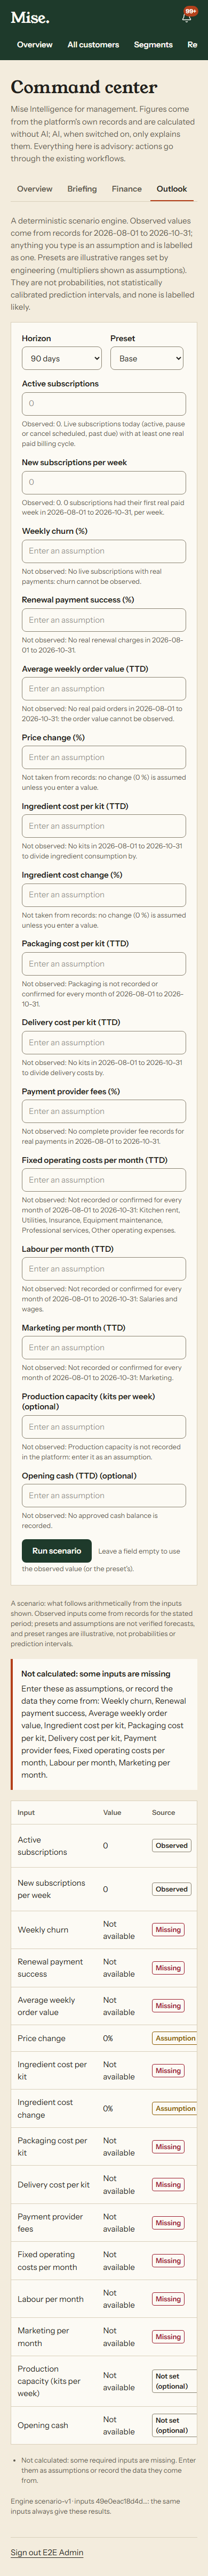 Mise.
99+
Overview All customers Segments Re
Command center
Mise Intelligence for management. Figures come
from the platform's own records and are calculated
without AI; AI, when switched on, only explains
them. Everything here is advisory: actions go
through the existing workflows.
Overview Briefing Finance Outlook
A deterministic scenario engine. Observed values
come from records for 2026-08-01 to 2026-10-31;
anything you type is an assumption and is labelled
as one. Presets are illustrative ranges set by
engineering (multipliers shown as assumptions).
They are not probabilities, not statistically
calibrated prediction intervals, and none is labelled
likely.
Horizon Preset
90 days Base
Active subscriptions
0
Observed: 0. Live subscriptions today (active, pause
or cancel scheduled, past due) with at least one real
paid billing cycle.
New subscriptions per week
0
Observed: 0. 0 subscriptions had their first real paid
week in 2026-08-01 to 2026-10-31, per week.
Weekly churn (%)
Enter an assumption
Not observed: No live subscriptions with real
payments: churn cannot be observed.
Renewal payment success (%)
Enter an assumption
Not observed: No real renewal charges in 2026-08-
01 to 2026-10-31.
Average weekly order value (TTD)
Enter an assumption
Not observed: No real paid orders in 2026-08-01 to
2026-10-31; the order value cannot be observed.
Price change (%)
Enter an assumption
Not taken from records: no change (0 %) is assumed
unless you enter a value.
Ingredient cost per kit (TTD)
Enter an assumption
Not observed: No kits in 2026-08-01 to 2026-10-31
to divide ingredient consumption by.
Ingredient cost change (%)
Enter an assumption
Not taken from records: no change (0 %) is assumed
unless you enter a value.
Packaging cost per kit (TTD)
Enter an assumption
Not observed: Packaging is not recorded or
confirmed for every month of 2026-08-01 to 2026-
10-31.
Delivery cost per kit (TTD)
Enter an assumption
Not observed: No kits in 2026-08-01 to 2026-10-31
to divide delivery costs by.
Payment provider fees (%)
Enter an assumption
Not observed: No complete provider fee records for
real payments in 2026-08-01 to 2026-10-31.
Fixed operating costs per month (TTD)
Enter an assumption
Not observed: Not recorded or confirmed for every
month of 2026-08-01 to 2026-10-31: Kitchen rent,
Utilities, Insurance, Equipment maintenance,
Professional services, Other operating expenses.
Labour per month (TTD)
Enter an assumption
Not observed: Not recorded or confirmed for every
month of 2026-08-01 to 2026-10-31: Salaries and
wages.
Marketing per month (TTD)
Enter an assumption
Not observed: Not recorded or confirmed for every
month of 2026-08-01 to 2026-10-31: Marketing.
Production capacity (kits per week)
(optional)
Enter an assumption
Not observed: Production capacity is not recorded
in the platform: enter it as an assumption.
Opening cash (TTD) (optional)
Enter an assumption
Not observed: No approved cash balance is
recorded.
Run scenario Leave a field empty to use
the observed value (or the preset's).
A scenario: what follows arithmetically from the inputs
shown. Observed inputs come from records for the stated
period; presets and assumptions are not verified forecasts,
and preset ranges are illustrative, not probabilities or
prediction intervals.
Not calculated: some inputs are missing
Enter these as assumptions, or record the
data they come from: Weekly churn, Renewal
payment success, Average weekly order
value, Ingredient cost per kit, Packaging cost
per kit, Delivery cost per kit, Payment
provider fees, Fixed operating costs per
month, Labour per month, Marketing per
month.
Input Value Source
Active
subscriptions 0 Observed
New subscriptions
per week 0 Observed
Weekly churn Not
available Missing
Renewal payment
success Not
available Missing
Average weekly
order value Not
available Missing
Price change 0% Assumption
Ingredient cost per
kit Not
available Missing
Ingredient cost
change 0% Assumption
Packaging cost per
kit Not
available Missing
Delivery cost per kit Not
available Missing
Payment provider
fees Not
available Missing
Fixed operating
costs per month Not
available Missing
Labour per month Not
available Missing
Marketing per
month Not
available Missing
Production
capacity (kits per
week) Not
available Not set
(optional)
Opening cash Not
available Not set
(optional)
• Not calculated: some required inputs are missing. Enter
them as assumptions or record the data they come
from.
Engine scenario-v1 · inputs 49e0eac18d4d…: the same
inputs always give these results.
Sign out E2E Admin